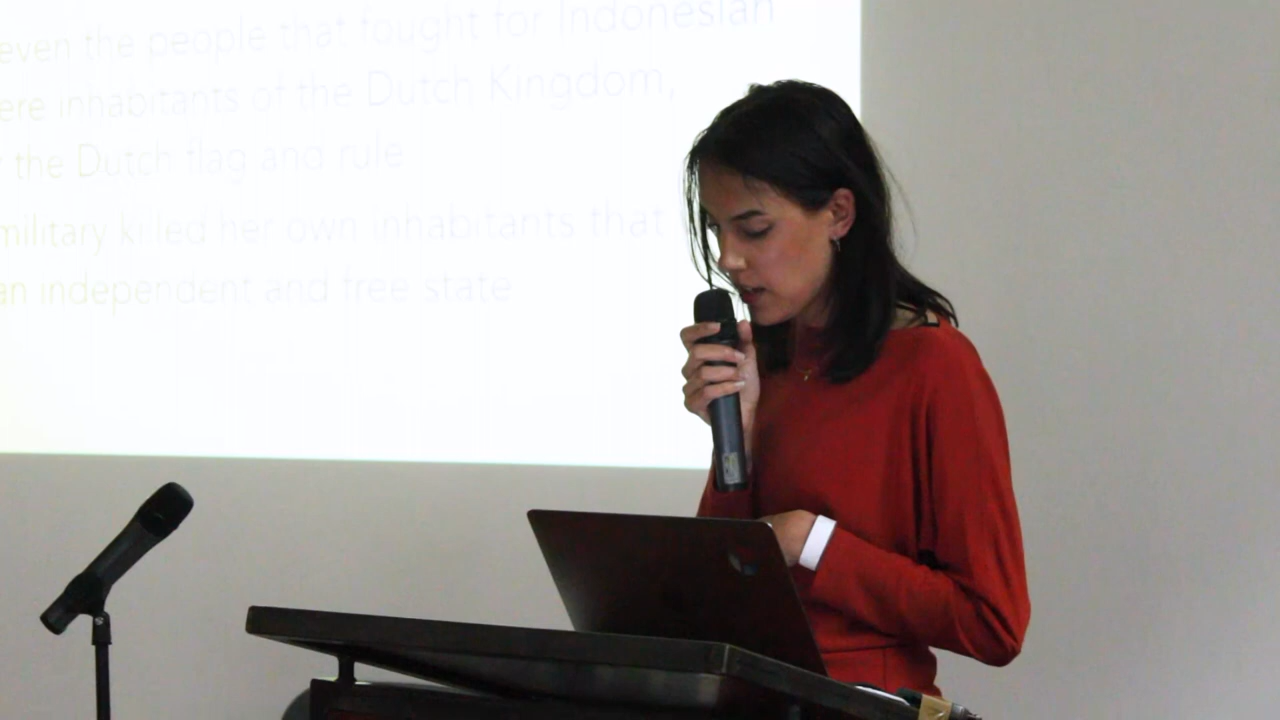 even the people that fought for Indonesian
ere inhabitants of the Dutch Kingdom,
the Dutch flag and rule
military killed her own inhabitants that
an independent and free state